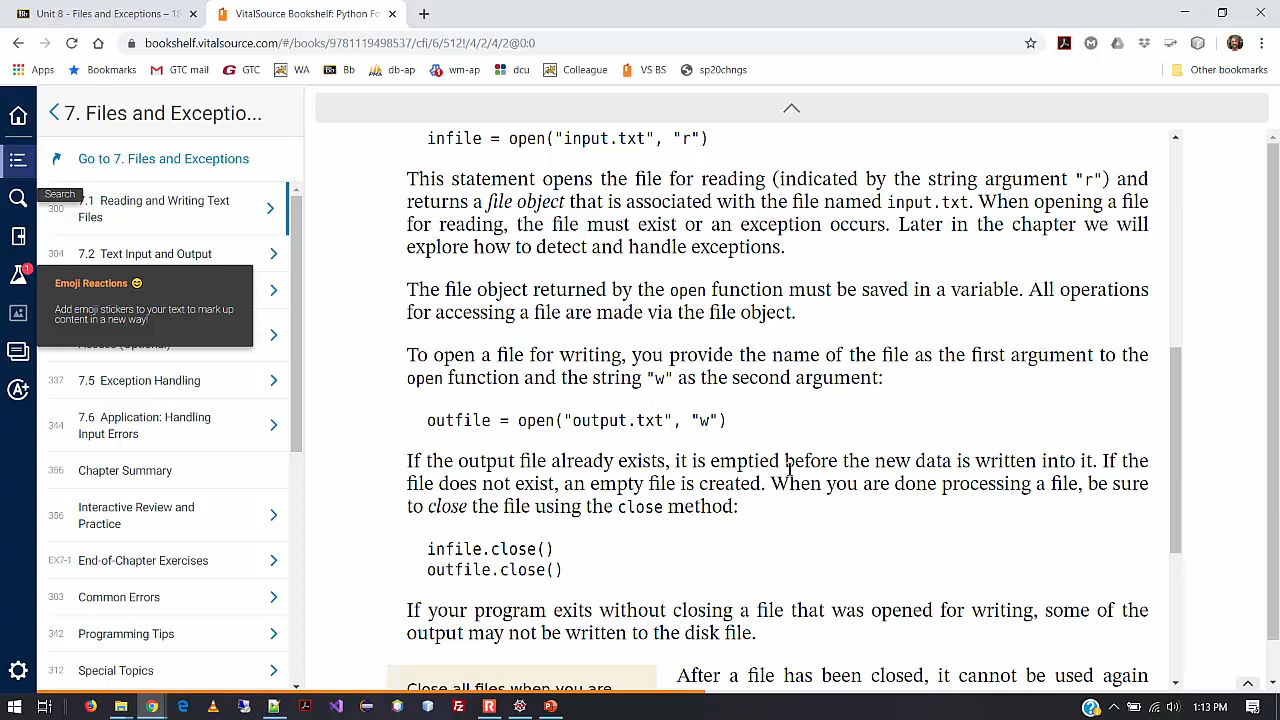 Unit 8 - Files and Exceptions – 18
VitalSource Bookshelf: Python Fo
bookshelf.vitalsource.com/#/books/9781119498537/cfi/6/512!/4/2/4/2@0:0
Apps Bookmarks GTC mail GTC WA Bb db-ap wm-ap dcu Colleague VS BS sp20chngs Other bookmarks
7. Files and Exceptio...
Go to 7. Files and Exceptions
Search
300 7.1 Reading and Writing Text
Files
304 7.2 Text Input and Output
Emoji Reactions 😊
Add emoji stickers to your text to mark up
content in a new way!
Access (Optional)
337 7.5 Exception Handling
7.6 Application: Handling
344
Input Errors
356 Chapter Summary
Interactive Review and
356
Practice
EX7-1 End-of-Chapter Exercises
303 Common Errors
342 Programming Tips
312 Special Topics
infile = open("input.txt", "r")
This statement opens the file for reading (indicated by the string argument "r") and
returns a file object that is associated with the file named input.txt. When opening a file
for reading, the file must exist or an exception occurs. Later in the chapter we will
explore how to detect and handle exceptions.
The file object returned by the open function must be saved in a variable. All operations
for accessing a file are made via the file object.
To open a file for writing, you provide the name of the file as the first argument to the
open function and the string "w" as the second argument:
outfile = open("output.txt", "w")
If the output file already exists, it is emptied before the new data is written into it. If the
file does not exist, an empty file is created. When you are done processing a file, be sure
to close the file using the close method:
infile.close()
outfile.close()
If your program exits without closing a file that was opened for writing, some of the
output may not be written to the disk file.
Close all files when you are
After a file has been closed, it cannot be used again
1:13 PM